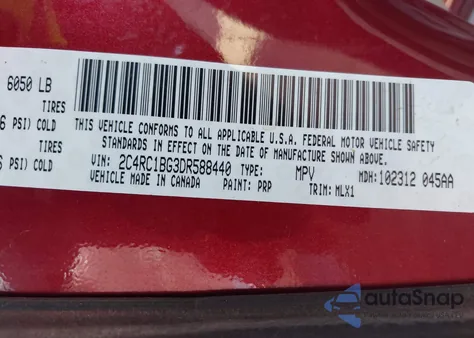 6050 LB
TIRES
6 PSI) COLD
TIRES
6 PSI) COLD
THIS VEHICLE CONFORMS TO ALL APPLICABLE U.S.A. FEDERAL MOTOR VEHICLE SAFETY
STANDARDS IN EFFECT ON THE DATE OF MANUFACTURE SHOWN ABOVE.
VIN: 2C4RC1BG3DR588440 TYPE: MPV MDH: 102312 045AA
VEHICLE MADE IN CANADA PAINT: PRP TRIM: MLX1
autoSnap